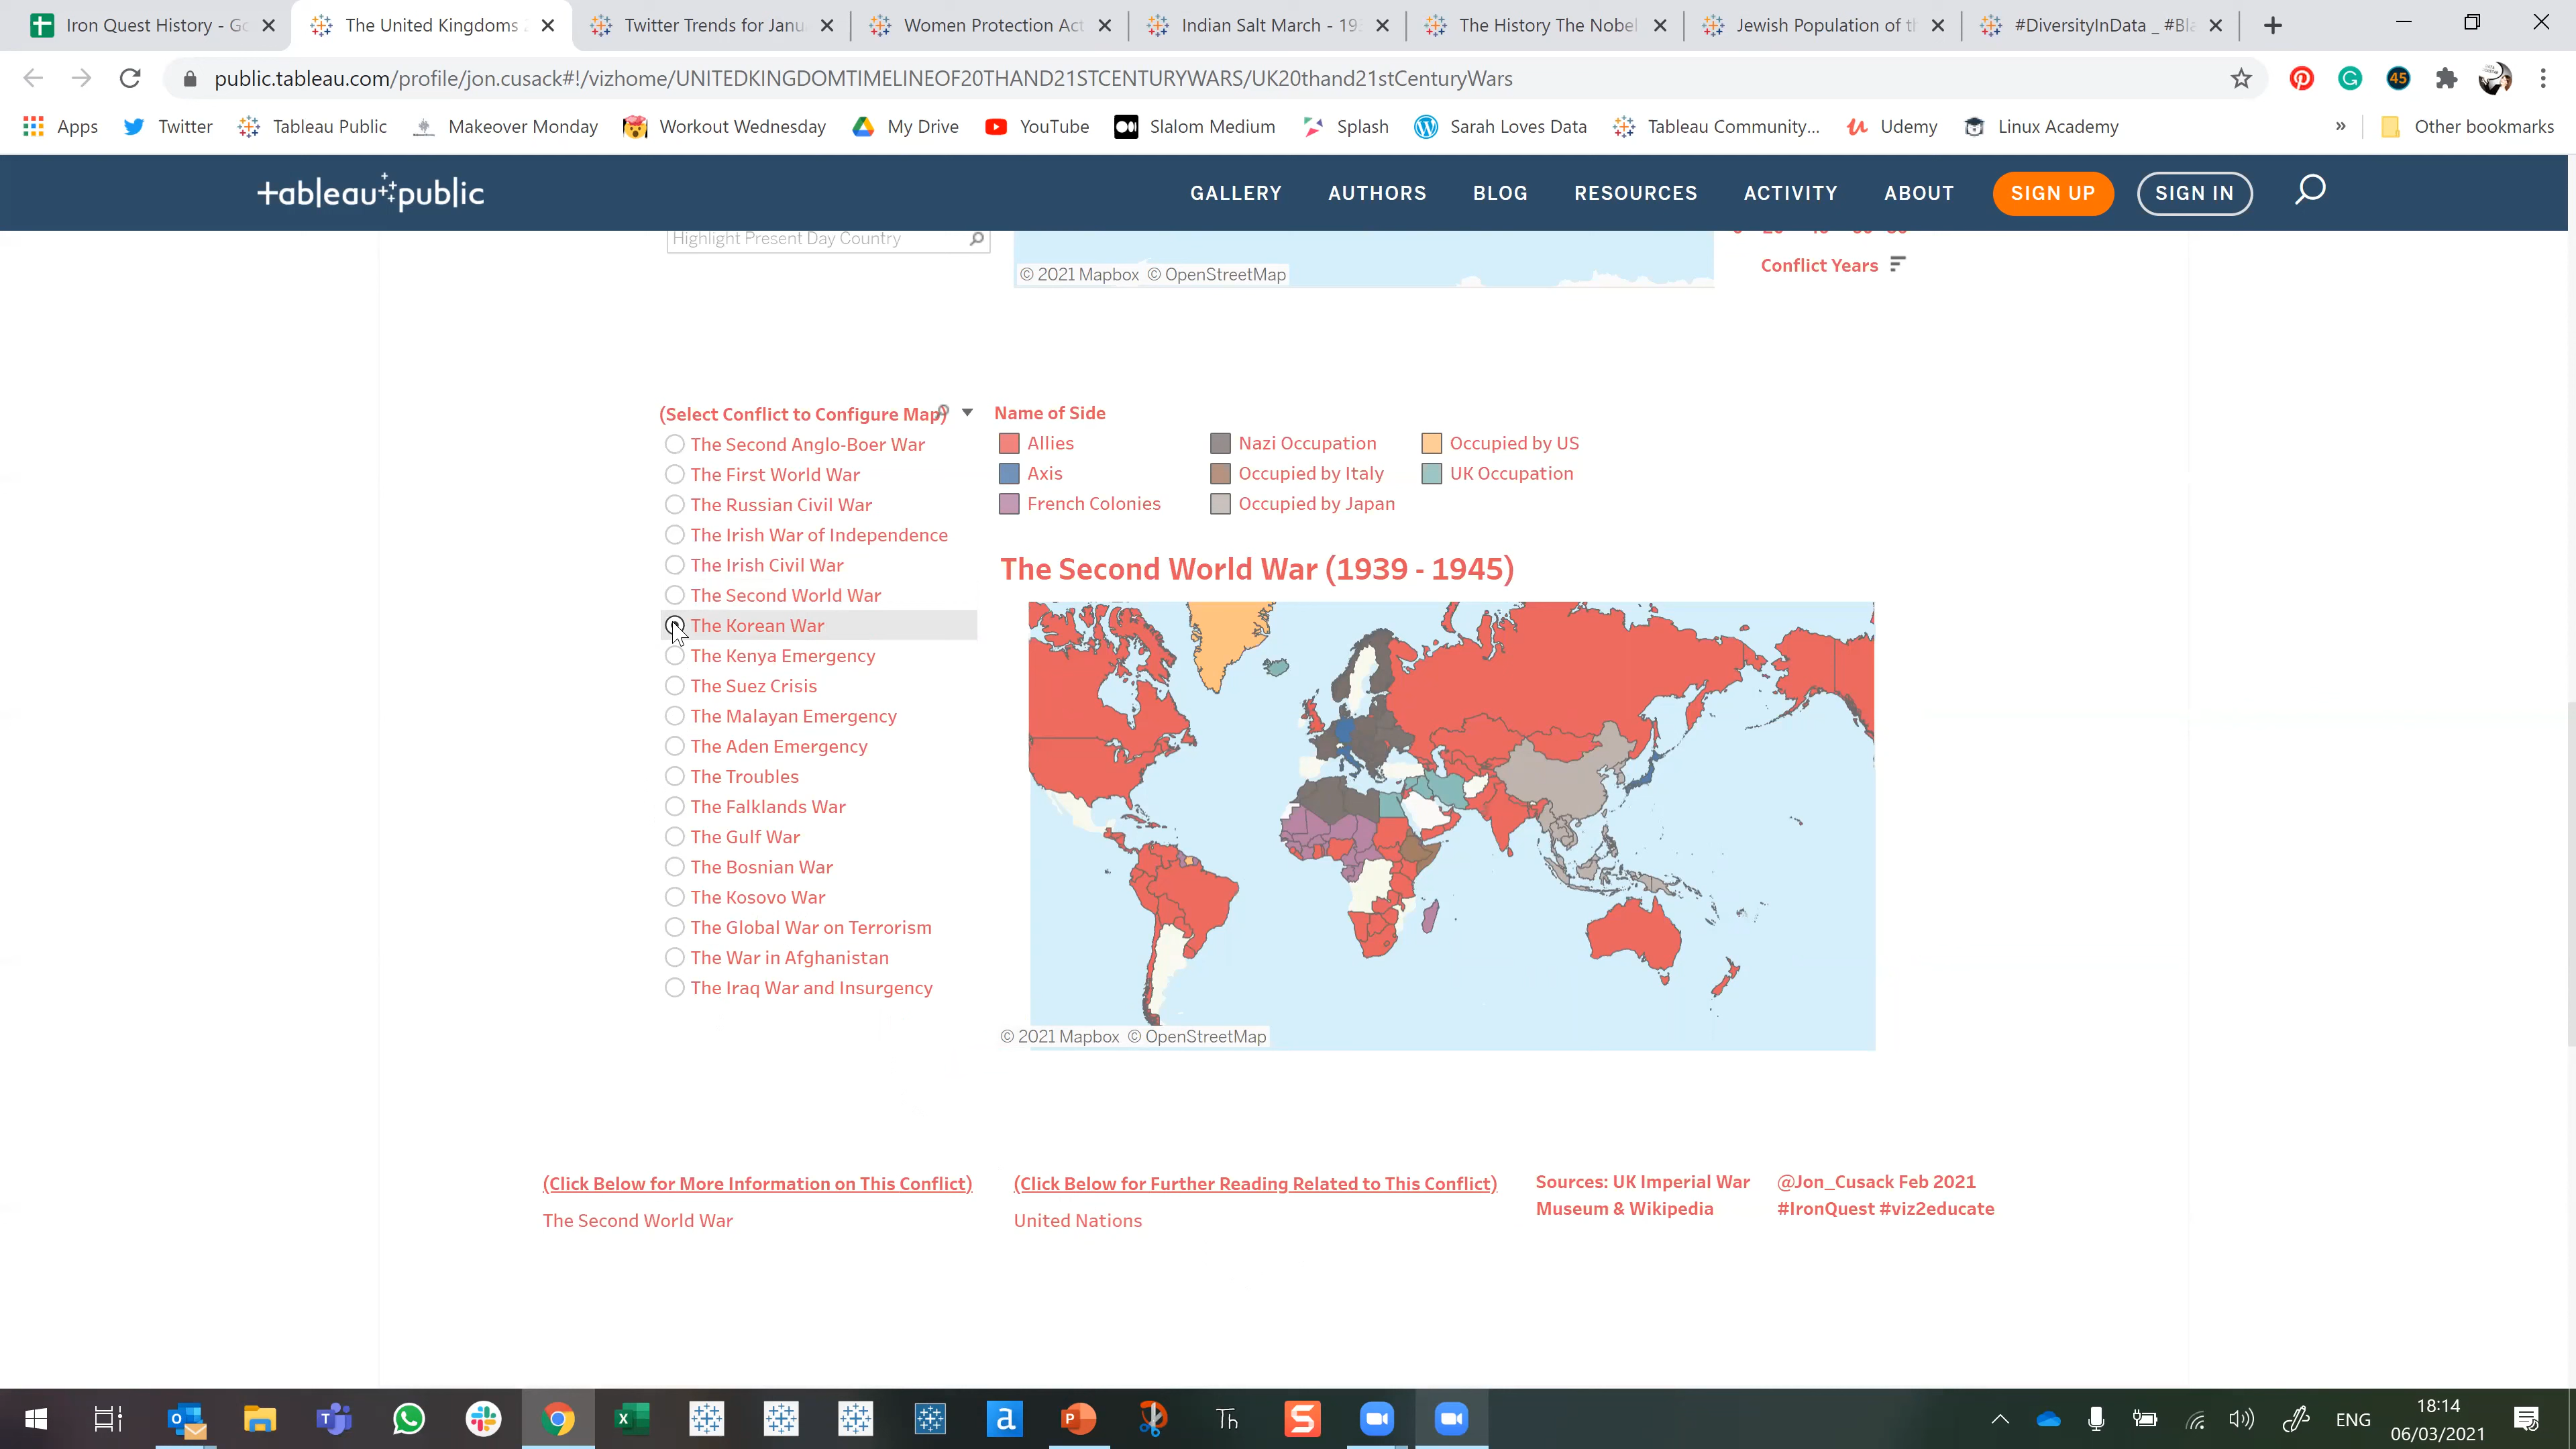 Iron Quest History - Go
The United Kingdoms 2
Twitter Trends for Janu
Women Protection Act
Indian Salt March - 19
The History The Nobel
Jewish Population of t
#DiversityInData _ #Bla
public.tableau.com/profile/jon.cusack#!/vizhome/UNITEDKINGDOMTIMELINEOF20THAND21STCENTURYWARS/UK20thand21stCenturyWars
45
Apps
Twitter
Tableau Public
Makeover Monday
Workout Wednesday
My Drive
YouTube
Slalom Medium
Splash
Sarah Loves Data
Tableau Community...
Udemy
Linux Academy
»
Other bookmarks
tableau public
GALLERY
AUTHORS
BLOG
RESOURCES
ACTIVITY
ABOUT
SIGN UP
SIGN IN
Highlight Present Day Country
© 2021 Mapbox © OpenStreetMap
Conflict Years
(Select Conflict to Configure Map)
The Second Anglo-Boer War
The First World War
The Russian Civil War
The Irish War of Independence
The Irish Civil War
The Second World War
The Korean War
The Kenya Emergency
The Suez Crisis
The Malayan Emergency
The Aden Emergency
The Troubles
The Falklands War
The Gulf War
The Bosnian War
The Kosovo War
The Global War on Terrorism
The War in Afghanistan
The Iraq War and Insurgency
Name of Side
Allies
Nazi Occupation
Occupied by US
Axis
Occupied by Italy
UK Occupation
French Colonies
Occupied by Japan
The Second World War (1939 - 1945)
© 2021 Mapbox © OpenStreetMap
(Click Below for More Information on This Conflict)
The Second World War
(Click Below for Further Reading Related to This Conflict)
United Nations
Sources: UK Imperial War
Museum & Wikipedia
@Jon_Cusack Feb 2021
#IronQuest #viz2educate
Th
ENG
18:14
06/03/2021